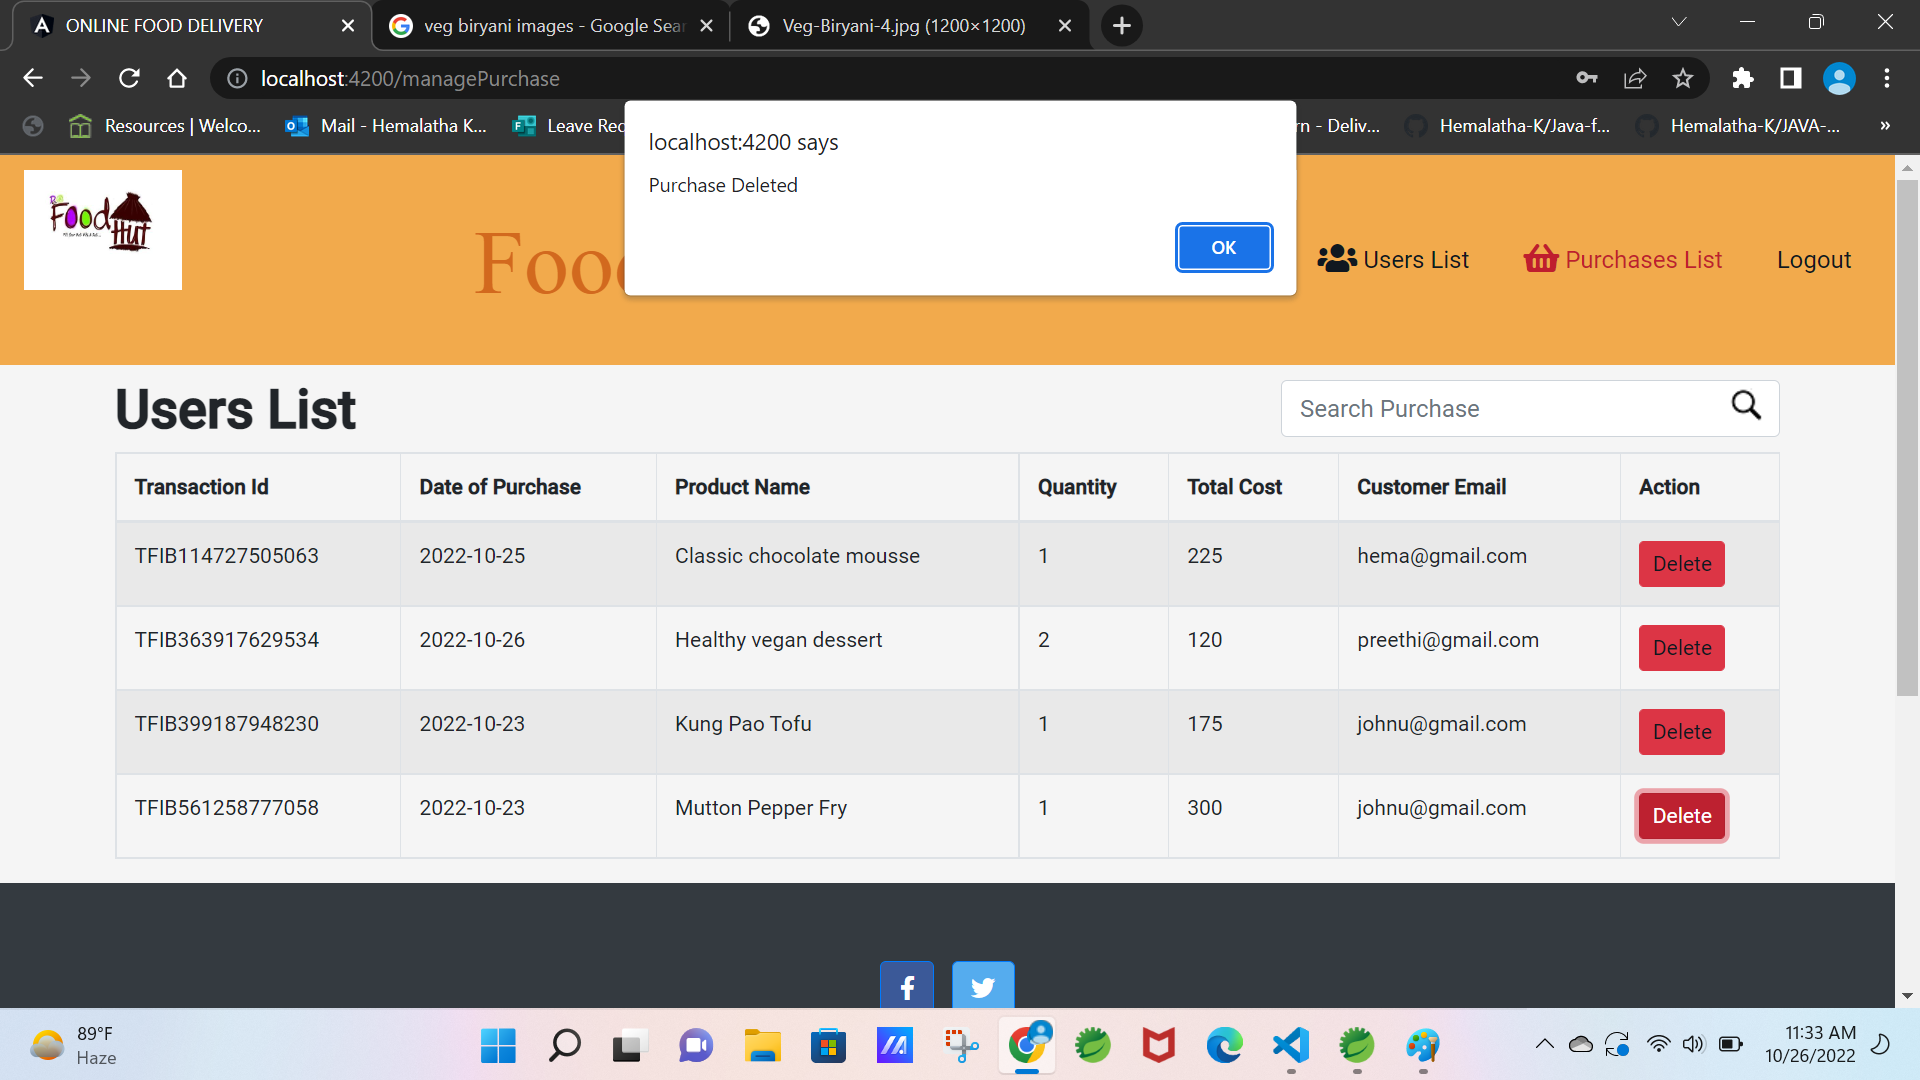 ONLINE FOOD DELIVERY
veg biryani images - Google Sear
Veg-Biryani-4.jpg (1200×1200)
localhost:4200/managePurchase
Resources | Welco...
Mail - Hemalatha K...
Leave Rec
rn - Deliv...
Hemalatha-K/Java-f...
Hemalatha-K/JAVA-...
»
localhost:4200 says
Purchase Deleted
OK
Food
Hut
Foo
Users List
Purchases List
Logout
Users List
Search Purchase
Transaction Id Date of Purchase Product Name Quantity Total Cost Customer Email Action
TFIB114727505063 2022-10-25 Classic chocolate mousse 1 225 hema@gmail.com Delete
TFIB363917629534 2022-10-26 Healthy vegan dessert 2 120 preethi@gmail.com Delete
TFIB399187948230 2022-10-23 Kung Pao Tofu 1 175 johnu@gmail.com Delete
TFIB561258777058 2022-10-23 Mutton Pepper Fry 1 300 johnu@gmail.com Delete
89°F
Haze
11:33 AM
10/26/2022